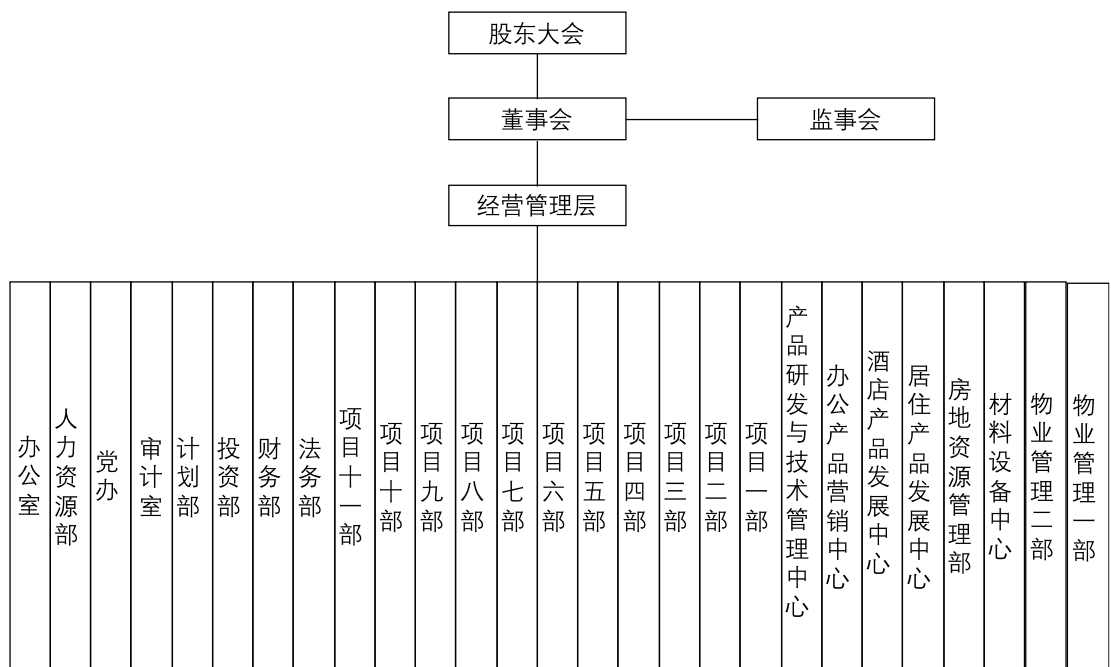 股东大会
董事会
监事会
经营管理层
办公室
人力资源部
党办
审计室
计划部
投资部
财务部
法务部
项目十一部
项目十部
项目九部
项目八部
项目七部
项目六部
项目五部
项目四部
项目三部
项目二部
项目一部
产品研发与技术管理中心
办公产品营销中心
酒店产品发展中心
居住产品发展中心
房地资源管理部
材料设备中心
物业管理二部
物业管理一部